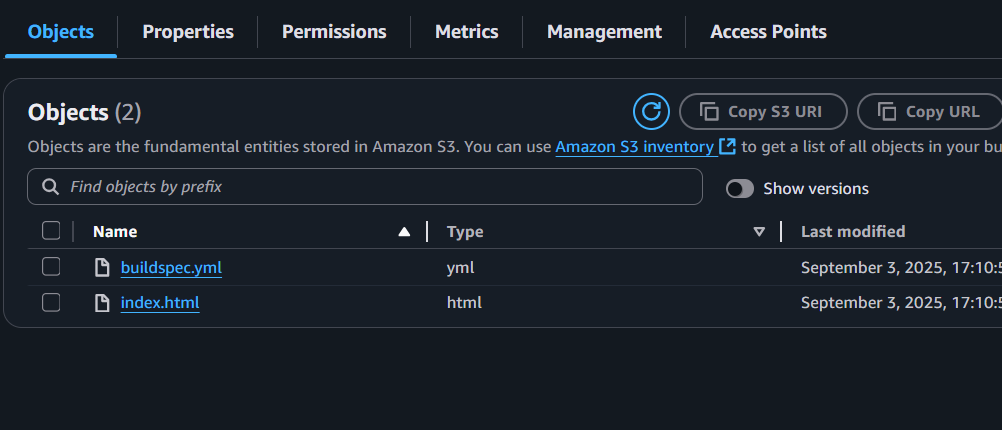 Objects Properties Permissions Metrics Management Access Points
Objects (2) Copy S3 URI Copy URL
Objects are the fundamental entities stored in Amazon S3. You can use Amazon S3 inventory to get a list of all objects in your bu
Find objects by prefix Show versions
Name Type Last modified
buildspec.yml yml September 3, 2025, 17:10:5
index.html html September 3, 2025, 17:10:5